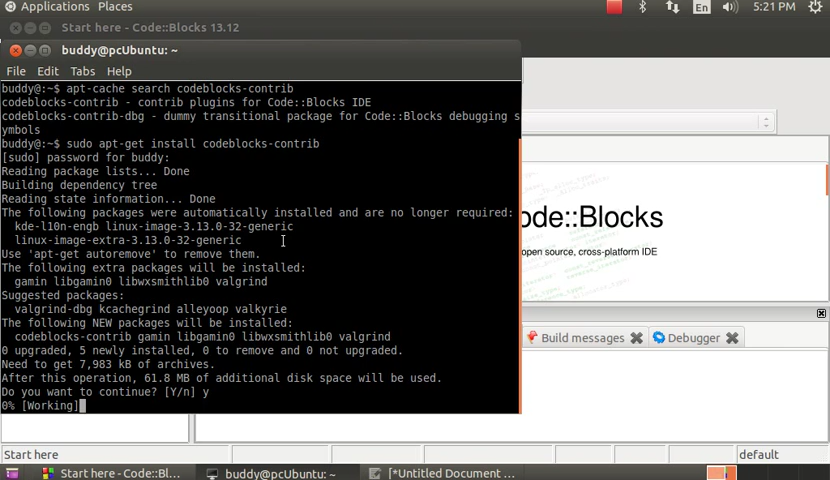 Applications Places En 5:21 PM
Start here - Code::Blocks 13.12
buddy@pcUbuntu: ~
File Edit Tabs Help
buddy@:~$ apt-cache search codeblocks-contrib
codeblocks-contrib - contrib plugins for Code::Blocks IDE
codeblocks-contrib-dbg - dummy transitional package for Code::Blocks debugging s
ymbols
buddy@:~$ sudo apt-get install codeblocks-contrib
[sudo] password for buddy:
Reading package lists... Done
Building dependency tree
Reading state information... Done
The following packages were automatically installed and are no longer required:
kde-l10n-engb linux-image-3.13.0-32-generic
linux-image-extra-3.13.0-32-generic
Use 'apt-get autoremove' to remove them.
The following extra packages will be installed:
gamin libgamin0 libwxsmithlib0 valgrind
Suggested packages:
valgrind-dbg kcachegrind alleyoop valkyrie
The following NEW packages will be installed:
codeblocks-contrib gamin libgamin0 libwxsmithlib0 valgrind
0 upgraded, 5 newly installed, 0 to remove and 0 not upgraded.
Need to get 7,983 kB of archives.
After this operation, 61.8 MB of additional disk space will be used.
Do you want to continue? [Y/n] y
0% [Working]
ode::Blocks
open source, cross-platform IDE
Build messages Debugger
Start here default
Start here - Code::Bl... buddy@pcUbuntu: ~ [*Untitled Document ...